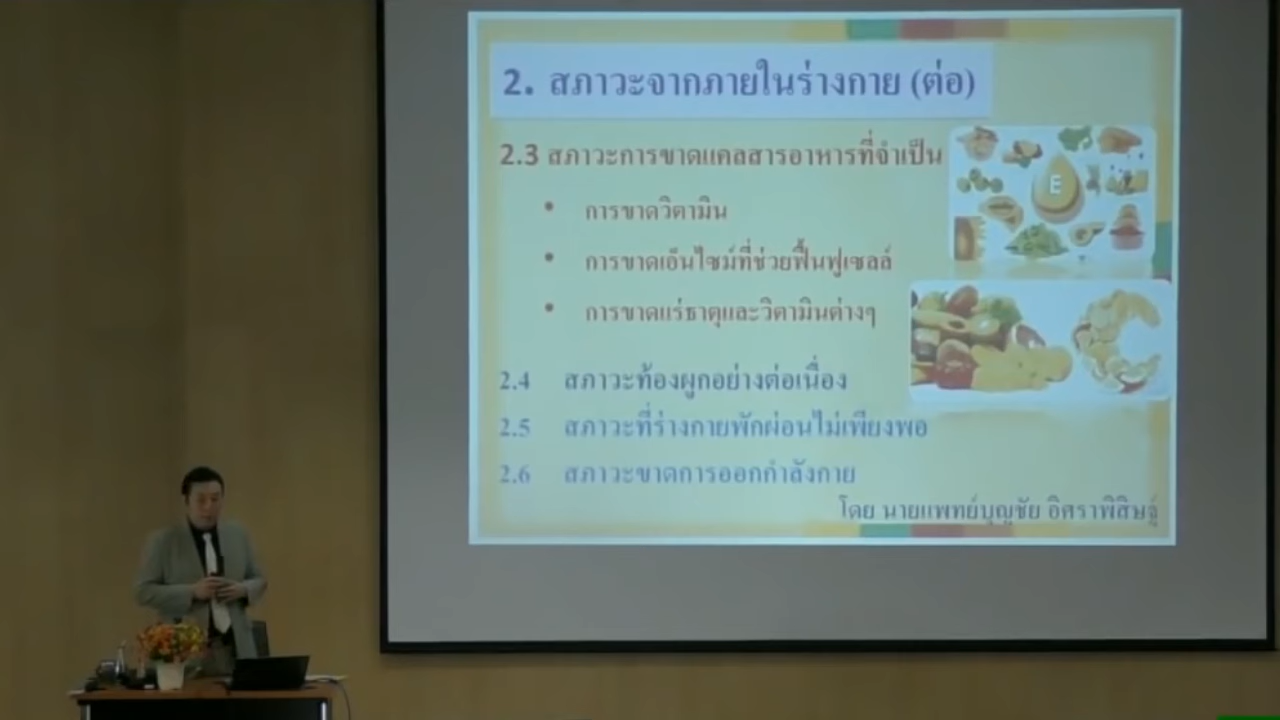 2. สภาวะจากภายในร่างกาย (ต่อ)
2.3 สภาวะการขาดแคลสารอาหารที่จำเป็น
E
• การขาดวิตามิน
• การขาดเอ็นไซม์ที่ช่วยฟื้นฟูเซลล์
• การขาดแร่ธาตุและวิตามินต่างๆ
2.4 สภาวะท้องผูกอย่างต่อเนื่อง
2.5 สภาวะที่ร่างกายพักผ่อนไม่เพียงพอ
2.6 สภาวะขาดการออกกำลังกาย
โดย นายแพทย์บุญชัย อิศราพิสิษฐ์